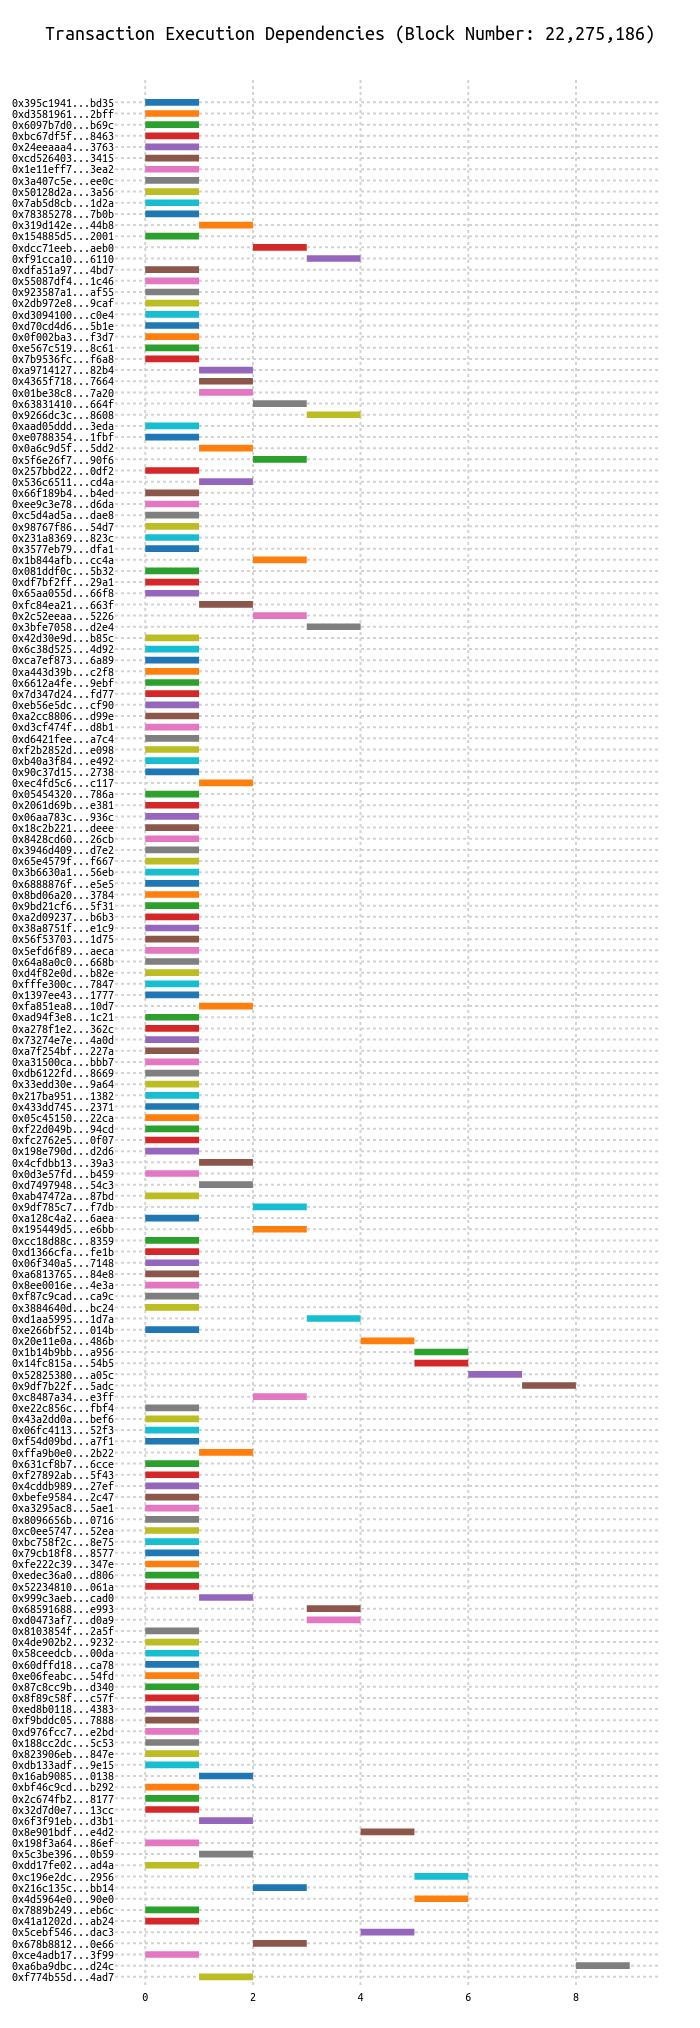 Transaction Execution Dependencies (Block Number: 22,275,186)
0x395c1941...bd35
0xd3581961...2bff
0x6097b7d0...b69c
0xbc67df5f...8463
0x24eeaaa4...3763
0xcd526403...3415
0x1e11eff7...3ea2
0x3a407c5e...ee0c
0x50128d2a...3a56
0x7ab5d8cb...1d2a
0x78385278...7b0b
0x319d142e...44b8
0x154885d5...2001
0xdcc71eeb...aeb0
0xf91cca10...6110
0xdfa51a97...4bd7
0x55087df4...1c46
0x923587a1...af55
0x2db972e8...9caf
0xd3094100...c0e4
0xd70cd4d6...5b1e
0x0f002ba3...f3d7
0xe567c519...8c61
0x7b9536fc...f6a8
0xa9714127...82b4
0x4365f718...7664
0x01be38c8...7a20
0x63831410...664f
0x9266dc3c...8608
0xaad05ddd...3eda
0xe0788354...1fbf
0x0a6c9d5f...5dd2
0x5f6e26f7...90f6
0x257bbd22...0df2
0x536c6511...cd4a
0x66f189b4...b4ed
0xee9c3e78...d6da
0xc5d4ad5a...dae8
0x98767f86...54d7
0x231a8369...823c
0x3577eb79...dfa1
0x1b844afb...cc4a
0x081ddf0c...5b32
0xdf7bf2ff...29a1
0x65aa055d...66f8
0xfc84ea21...663f
0x2c52eeaa...5226
0x3bfe7058...d2e4
0x42d30e9d...b85c
0x6c38d525...4d92
0xca7ef873...6a89
0xa443d39b...c2f8
0x6612a4fe...9ebf
0x7d347d24...fd77
0xeb56e5dc...cf90
0xa2cc8806...d99e
0xd3cf474f...d8b1
0xd6421fee...a7c4
0xf2b2852d...e098
0xb40a3f84...e492
0x90c37d15...2738
0xec4fd5c6...c117
0x05454320...786a
0x2061d69b...e381
0x06aa783c...936c
0x18c2b221...deee
0x8428cd60...26cb
0x3946d409...d7e2
0x65e4579f...f667
0x3b6630a1...56eb
0x6888876f...e5e5
0x8bd06a20...3784
0x9bd21cf6...5f31
0xa2d09237...b6b3
0x38a8751f...e1c9
0x56f53703...1d75
0x5efd6f89...aeca
0x64a8a0c0...668b
0xd4f82e0d...b82e
0xfffe300c...7847
0x1397ee43...1777
0xfa851ea8...10d7
0xad94f3e8...1c21
0xa278f1e2...362c
0x73274e7e...4a0d
0xa7f254bf...227a
0xa31500ca...bbb7
0xdb6122fd...8669
0x33edd30e...9a64
0x217ba951...1382
0x433dd745...2371
0x05c45150...22ca
0xf22d049b...94cd
0xfc2762e5...0f07
0x198e790d...d2d6
0x4cfdbb13...39a3
0x0d3e57fd...b459
0xd7497948...54c3
0xab47472a...87bd
0x9df785c7...f7db
0xa128c4a2...6aea
0x195449d5...e6bb
0xcc18d88c...8359
0xd1366cfa...fe1b
0x06f340a5...7148
0xa6813765...84e8
0x8ee0016e...4e3a
0xf87c9cad...ca9c
0x3884640d...bc24
0xd1aa5995...1d7a
0xe266bf52...014b
0x20e11e0a...486b
0x1b14b9bb...a956
0x14fc815a...54b5
0x52825380...a05c
0x9df7b22f...5adc
0xc8487a34...e3ff
0xe22c856c...fbf4
0x43a2dd0a...bef6
0x06fc4113...52f3
0xf54d09bd...a7f1
0xffa9b0e0...2b22
0x631cf8b7...6cce
0xf27892ab...5f43
0x4cddb989...27ef
0xbefe9584...2c47
0xa3295ac8...5ae1
0x8096656b...0716
0xc0ee5747...52ea
0xbc758f2c...8e75
0x79cb18f8...8577
0xfe222c39...347e
0xedec36a0...d806
0x52234810...061a
0x999c3aeb...cad0
0x68591688...e993
0xd0473af7...d0a9
0x8103854f...2a5f
0x4de902b2...9232
0x58ceedcb...00da
0x60dffd18...ca78
0xe06feabc...54fd
0x87c8cc9b...d340
0x8f89c58f...c57f
0xed8b0118...4383
0xf9bddc05...7888
0xd976fcc7...e2bd
0x188cc2dc...5c53
0x823906eb...847e
0xdb133adf...9e15
0x16ab9085...0138
0xbf46c9cd...b292
0x2c674fb2...8177
0x32d7d0e7...13cc
0x6f3f91eb...d3b1
0x8e901bdf...e4d2
0x198f3a64...86ef
0x5c3be396...0b59
0xdd17fe02...ad4a
0xc196e2dc...2956
0x216c135c...bb14
0x4d5964e0...90e0
0x7889b249...eb6c
0x41a1202d...ab24
0x5cebf546...dac3
0x678b8812...0e66
0xce4adb17...3f99
0xa6ba9dbc...d24c
0xf774b55d...4ad7
0 2 4 6 8